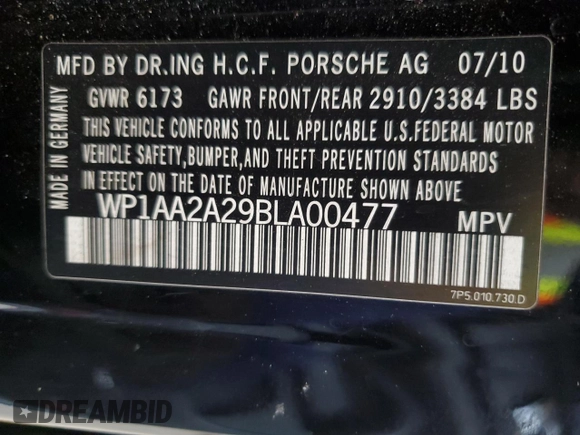 MFD BY DR.ING H.C.F. PORSCHE AG 07/10
GVWR 6173 GAWR FRONT/REAR 2910/3384 LBS
THIS VEHICLE CONFORMS TO ALL APPLICABLE U.S.FEDERAL MOTOR
VEHICLE SAFETY,BUMPER,AND THEFT PREVENTION STANDARDS
IN EFFECT ON THE DATE OF MANUFACTURE SHOWN ABOVE.
WP1AA2A29BLA00477 MPV
MADE IN GERMANY
7P5.010.730.D
DREAMBID